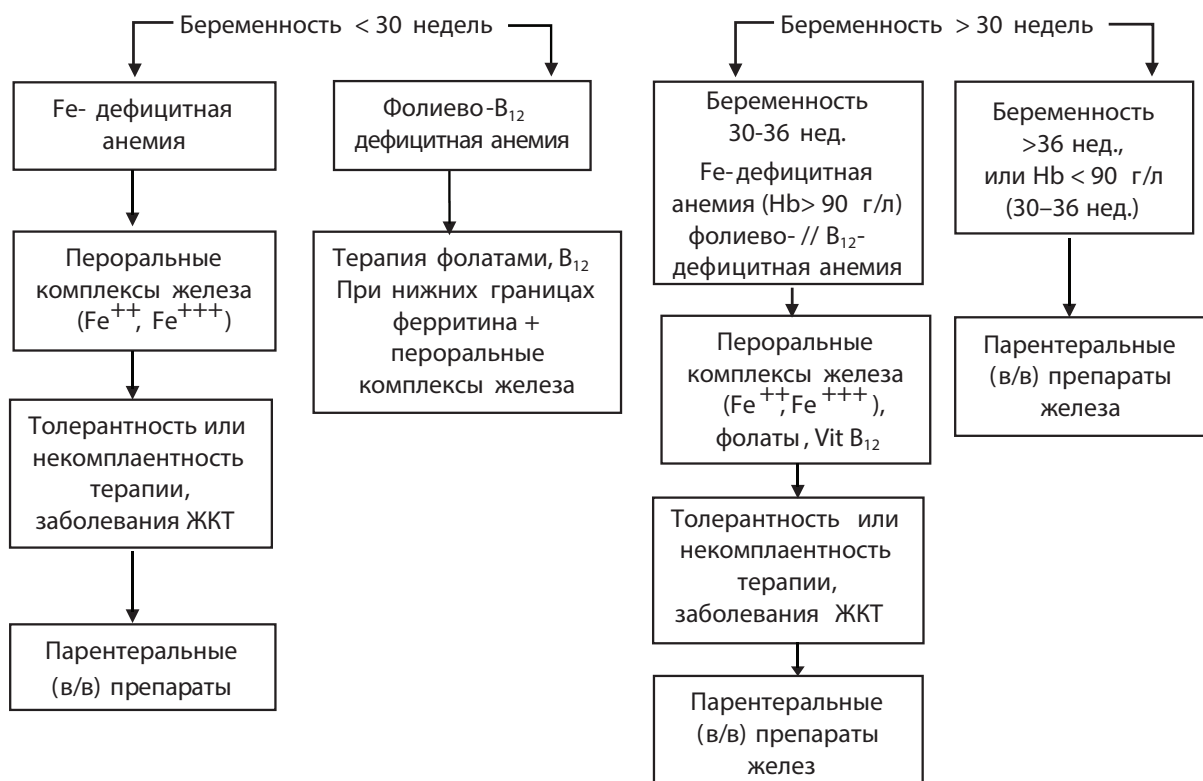 Беременность < 30 недель
Fe- дефицитная
анемия
Пероральные
комплексы железа
(Fe⁺⁺, Fe⁺⁺⁺)
Толерантность или
некомплаентность
терапии,
заболевания ЖКТ
Парентеральные
(в/в) препараты
Фолиево-B₁₂
дефицитная анемия
Терапия фолатами, B₁₂
При нижних границах
ферритина +
пероральные
комплексы железа
Беременность > 30 недель
Беременность
30-36 нед.
Fe-дефицитная
анемия (Hb> 90 г/л)
фолиево- // B₁₂-
дефицитная анемия
Пероральные
комплексы железа
(Fe⁺⁺, Fe⁺⁺⁺),
фолаты, Vit B₁₂
Толерантность или
некомплаентность
терапии,
заболевания ЖКТ
Парентеральные
(в/в) препараты
желез
Беременность
>36 нед.,
или Hb < 90 г/л
(30–36 нед.)
Парентеральные
(в/в) препараты
железа